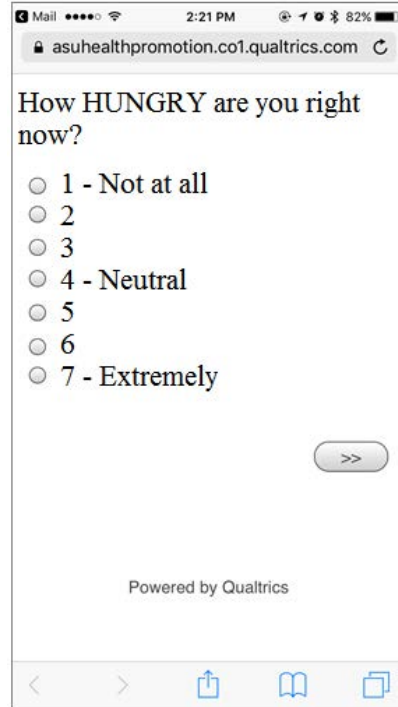 Mail 2:21 PM 82%
asuhealthpromotion.co1.qualtrics.com
How HUNGRY are you right
now?
1 - Not at all
2
3
4 - Neutral
5
6
7 - Extremely
>>
Powered by Qualtrics